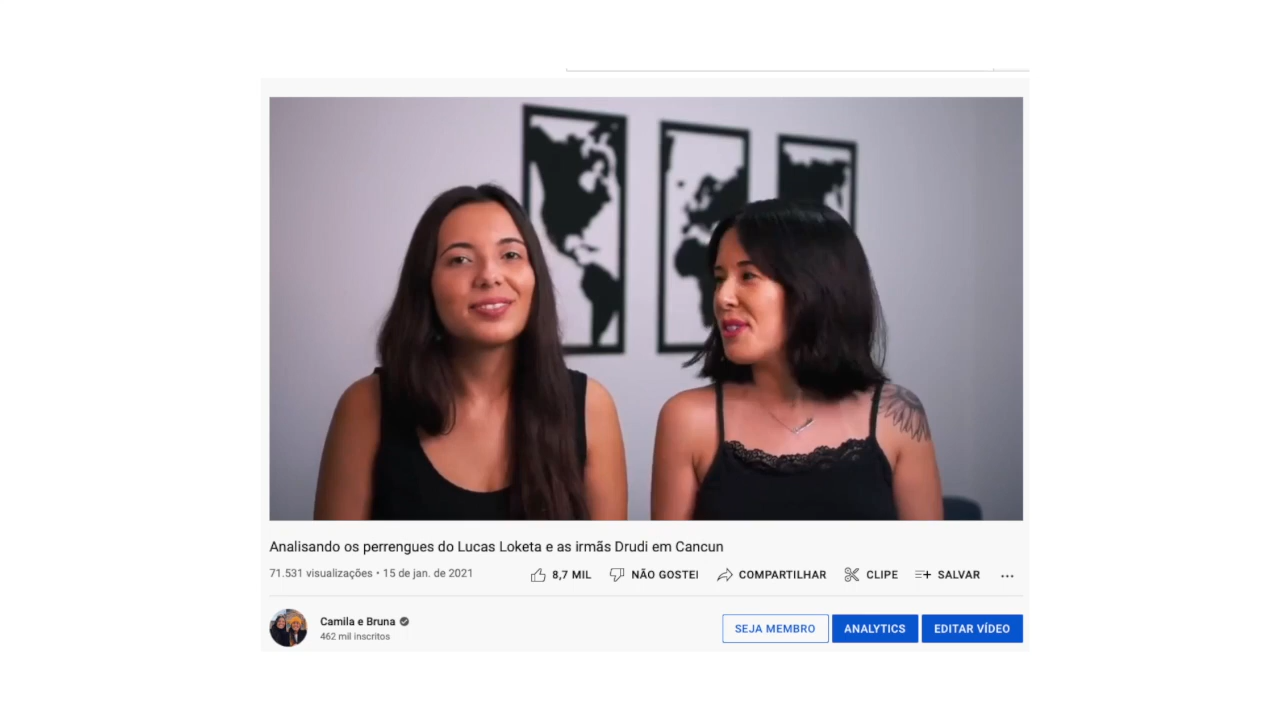 Analisando os perrengues do Lucas Loketa e as irmãs Drudi em Cancun
71.531 visualizações • 15 de jan. de 2021 8,7 MIL NÃO GOSTEI COMPARTILHAR CLIPE SALVAR ...
Camila e Bruna
462 mil inscritos
SEJA MEMBRO ANALYTICS EDITAR VÍDEO